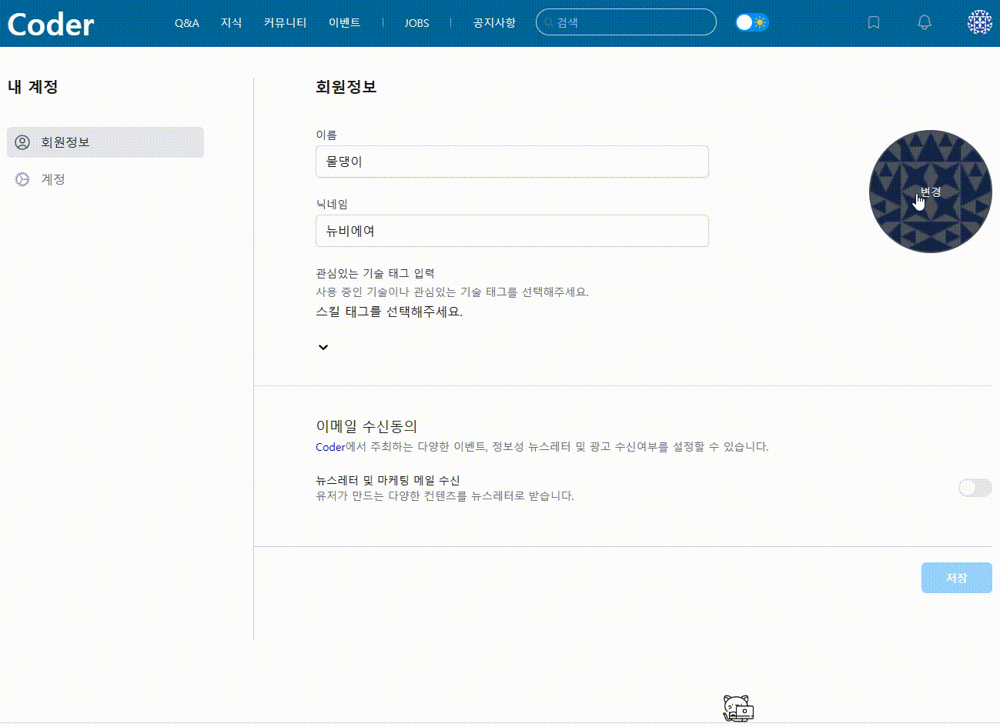 Coder
Q&A 지식 커뮤니티 이벤트 JOBS 공지사항 검색
내 계정
회원정보
계정
회원정보
이름
물댕이
닉네임
뉴비에여
변경
관심있는 기술 태그 입력
사용 중인 기술이나 관심있는 기술 태그를 선택해주세요.
스킬 태그를 선택해주세요.
이메일 수신동의
Coder에서 주최하는 다양한 이벤트, 정보성 뉴스레터 및 광고 수신여부를 설정할 수 있습니다.
뉴스레터 및 마케팅 메일 수신
유저가 만드는 다양한 컨텐츠를 뉴스레터로 받습니다.
저장